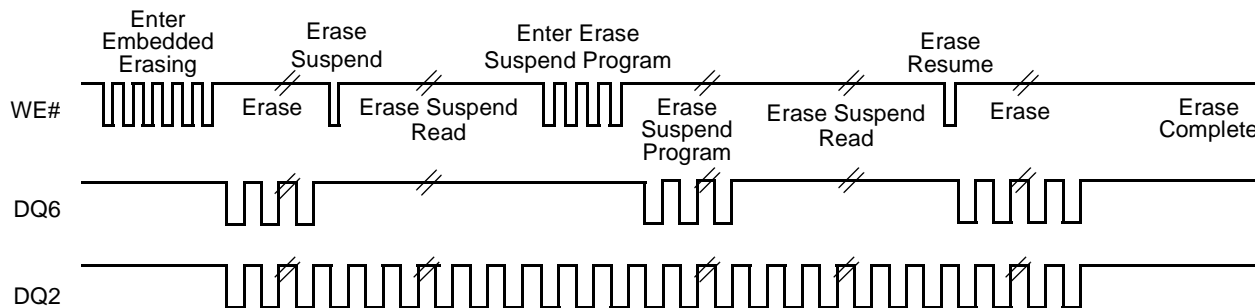 Enter
Embedded
Erasing
Erase
Suspend
Enter Erase
Suspend Program
Erase
Resume
WE#
Erase
Erase Suspend
Read
Erase
Suspend
Program
Erase Suspend
Read
Erase
Erase
Complete
DQ6
DQ2